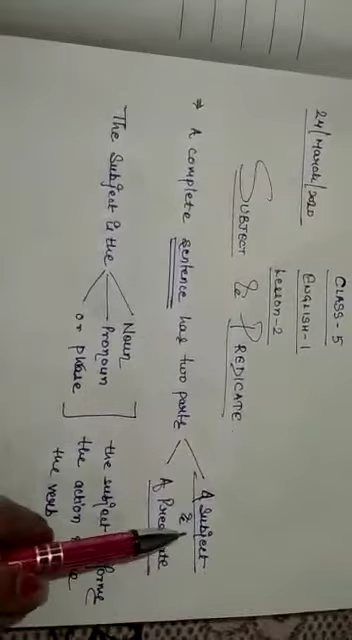 CLASS-5
24/March/2020 ENGLISH-1
Lesson-2
SUBJECT & PREDICATE.
→ A complete sentence has two parts
A subject
&
A
The Subject is the
Noun
Pronoun
or phrase
the subject
the action
the verb